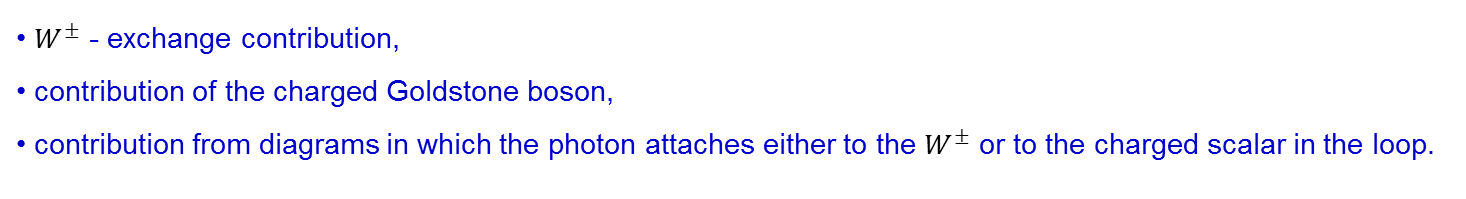 • W± - exchange contribution,
• contribution of the charged Goldstone boson,
• contribution from diagrams in which the photon attaches either to the W± or to the charged scalar in the loop.